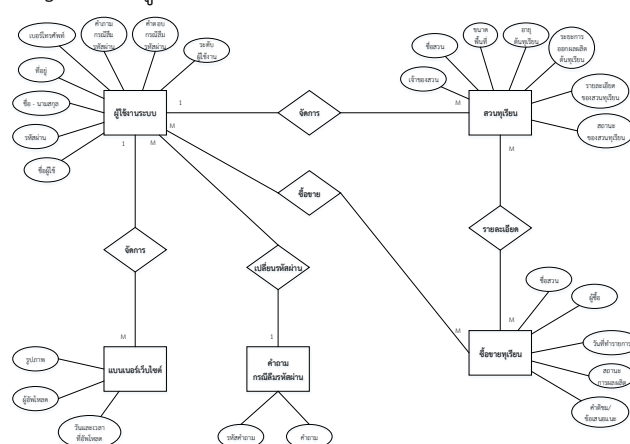 เบอร์โทรศัพท์
คำถาม
กรณีลืม
รหัสผ่าน
คำตอบ
กรณีลืม
รหัสผ่าน
ระดับ
ผู้ใช้งาน
ที่อยู่
ชื่อ - นามสกุล
รหัสผ่าน
ชื่อผู้ใช้
ผู้ใช้งานระบบ
1
จัดการ
M
ชื่อสวน
ขนาด
พื้นที่
อายุ
ต้นทุเรียน
ระยะการ
ออกผลผลิต
ต้นทุเรียน
เจ้าของสวน
รายละเอียด
ของสวนทุเรียน
สถานะ
ของสวนทุเรียน
สวนทุเรียน
M
1
M
M
ซื้อขาย
รายละเอียด
จัดการ
เปลี่ยนรหัสผ่าน
M
1
M
M
ชื่อสวน
ผู้ซื้อ
วันที่ทำรายการ
สถานะ
การผลผลิต
คำติชม/
ข้อเสนอแนะ
ซื้อขายทุเรียน
แบนเนอร์เว็บไซต์
รูปภาพ
ผู้อัพโหลด
วันและเวลา
ที่อัพโหลด
คำถาม
กรณีลืมรหัสผ่าน
รหัสคำถาม
คำถาม